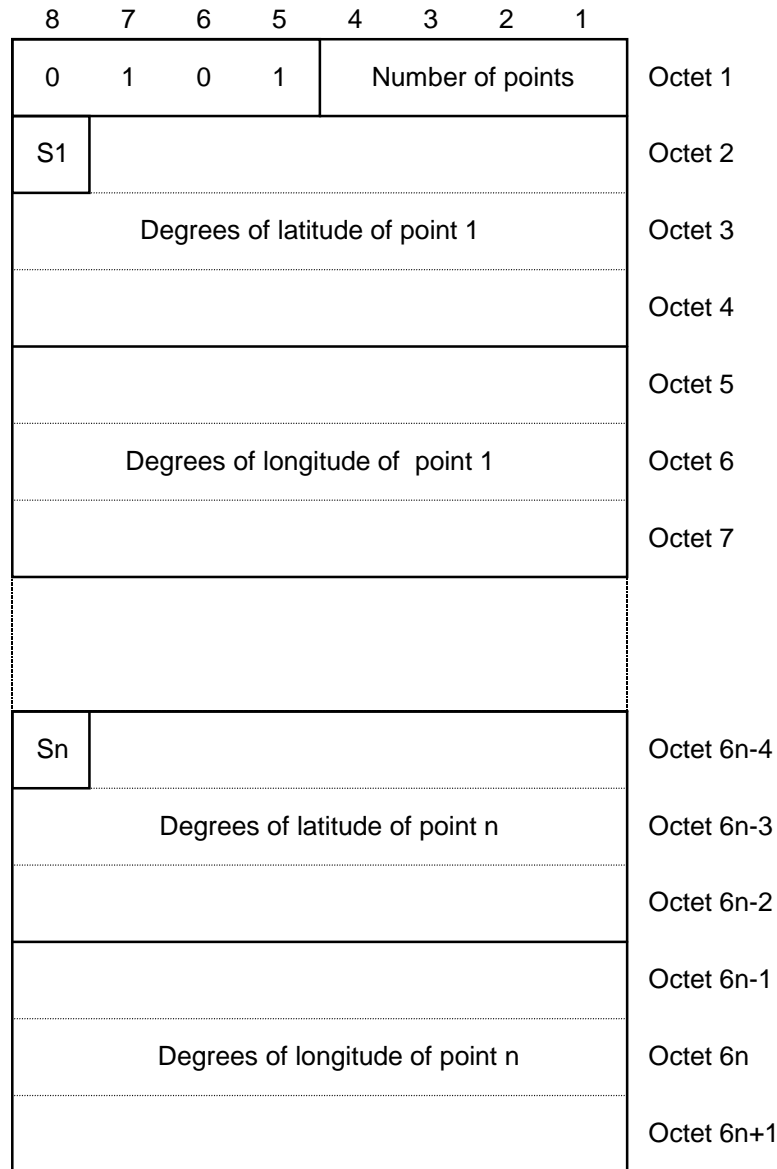 8 7 6 5 4 3 2 1
0 1 0 1 Number of points Octet 1
S1 Octet 2
Degrees of latitude of point 1 Octet 3
Octet 4
Octet 5
Degrees of longitude of  point 1 Octet 6
Octet 7
Sn Octet 6n-4
Degrees of latitude of point n Octet 6n-3
Octet 6n-2
Octet 6n-1
Degrees of longitude of point n Octet 6n
Octet 6n+1